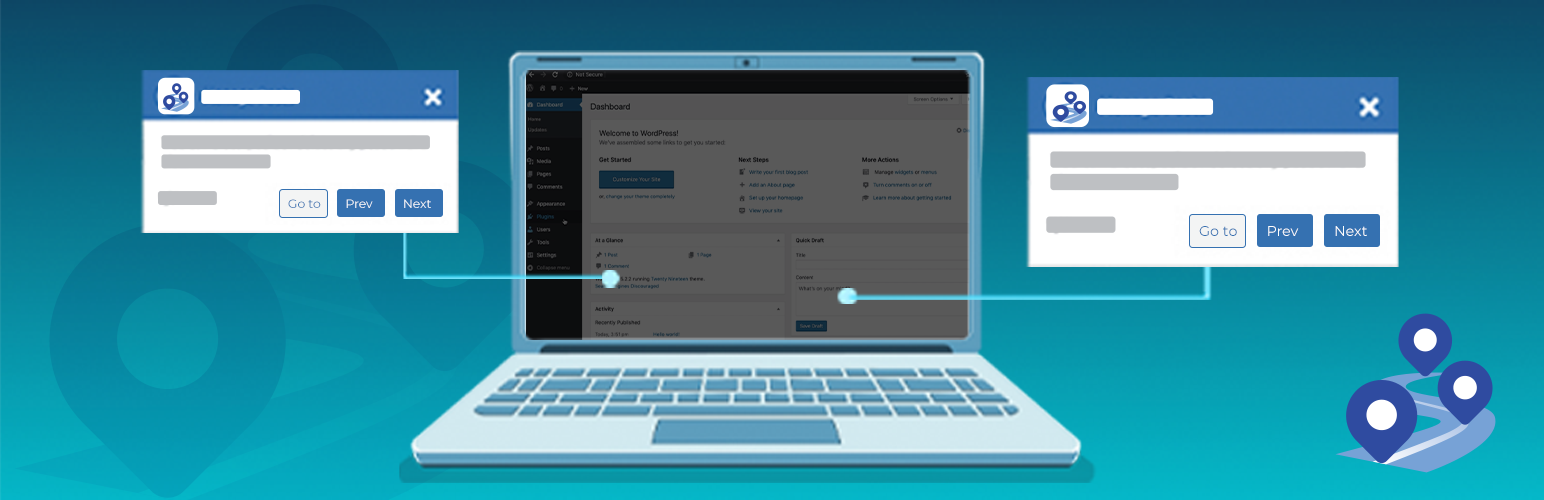 Go to
Prev
Next
Not Secure
New
Dashboard
Home
Updates
Posts
Media
Pages
Comments
Appearance
Plugins
Users
Tools
Settings
Collapse menu
Dashboard
Screen Options
Welcome to WordPress!
We've assembled some links to get you started:
Get Started
Customize Your Site
or, change your theme completely
Next Steps
Write your first blog post
Add an About page
Set up your homepage
View your site
More Actions
Manage widgets or menus
Turn comments on or off
Learn more about getting started
At a Glance
1 Post
1 Page
1 Comment
running Twenty Nineteen theme.
Discouraged
Activity
Recently Published
Today, 2:51 pm
Hello world!
Quick Draft
Title
Content
What's on your
Save Draft
Go to
Prev
Next